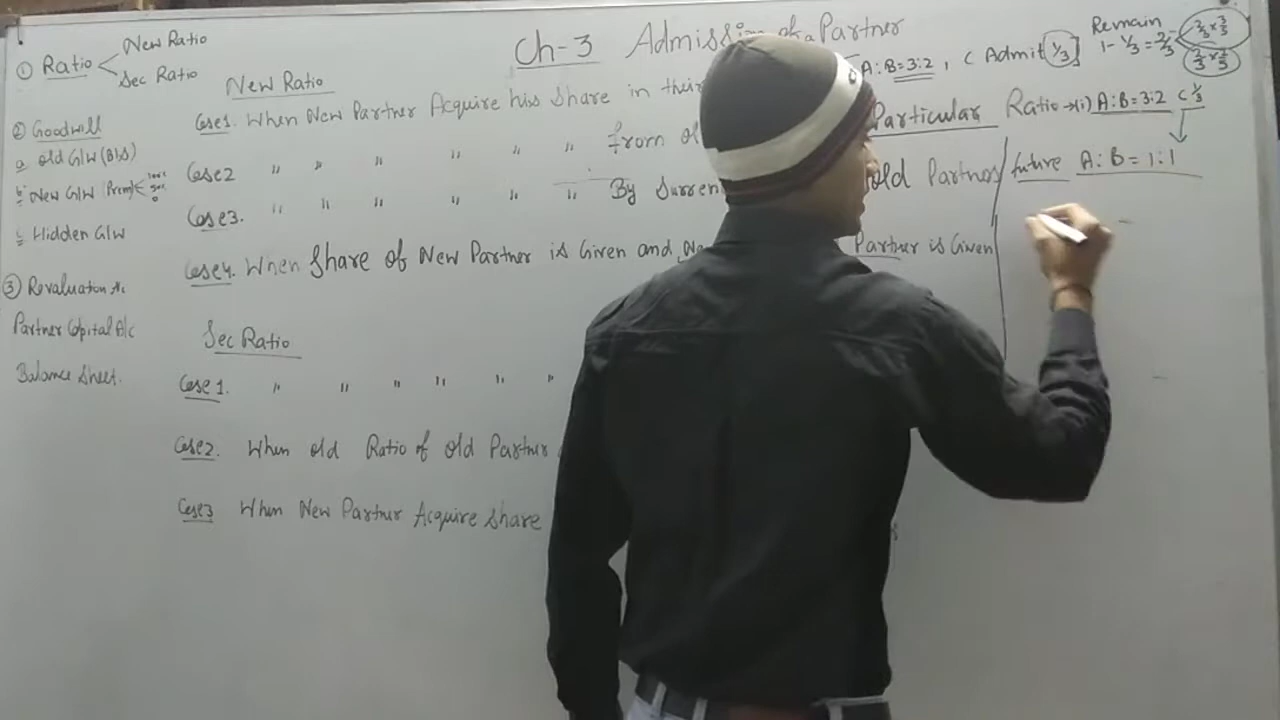 Ch-3 Admission of a Partner
① Ratio
New Ratio
Sec Ratio
② Goodwill
a old G/w (B/S)
b New G/w (Prem)
c Hidden G/w
③ Revaluation A/c
Partner Capital A/c
Balance Sheet.
New Ratio
Case1. When New Partner Acquire his Share in their
Particular Ratio → (i) A:B=3:2 C 1/3
Case2 " " " " " " from ol
old Partner
Case3. " " " " " " By Surren
Case4. When Share of New Partner is Given and
Partner is Given
Sec Ratio
Case 1. " " " " " "
Case2. When old Ratio of old Partner
Case3 When New Partner Acquire Share
A:B=3:2, C Admit 1/3]
Remain
1-1/3=2/3
2/3 x 3/5
2/3 x 2/5
future A:B=1:1